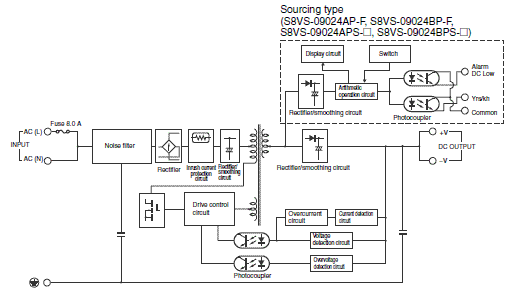 Sourcing type
(S8VS-09024AP-F, S8VS-09024BP-F,
S8VS-09024APS-□, S8VS-09024BPS-□)
Display circuit
Switch
Alarm
DC Low
Arithmetic
operation circuit
Yrs/kh
Common
Rectifier/smoothing circuit
Photocoupler
Fuse 8.0 A
AC (L)
INPUT
AC (N)
Noise filter
Rectifier
Inrush current
protection
circuit
Rectifier/
smoothing
circuit
Rectifier/smoothing circuit
+V
DC OUTPUT
-V
Drive control
circuit
Overcurrent
circuit
Current detection
circuit
Voltage
detection circuit
Overvoltage
detection circuit
Photocoupler